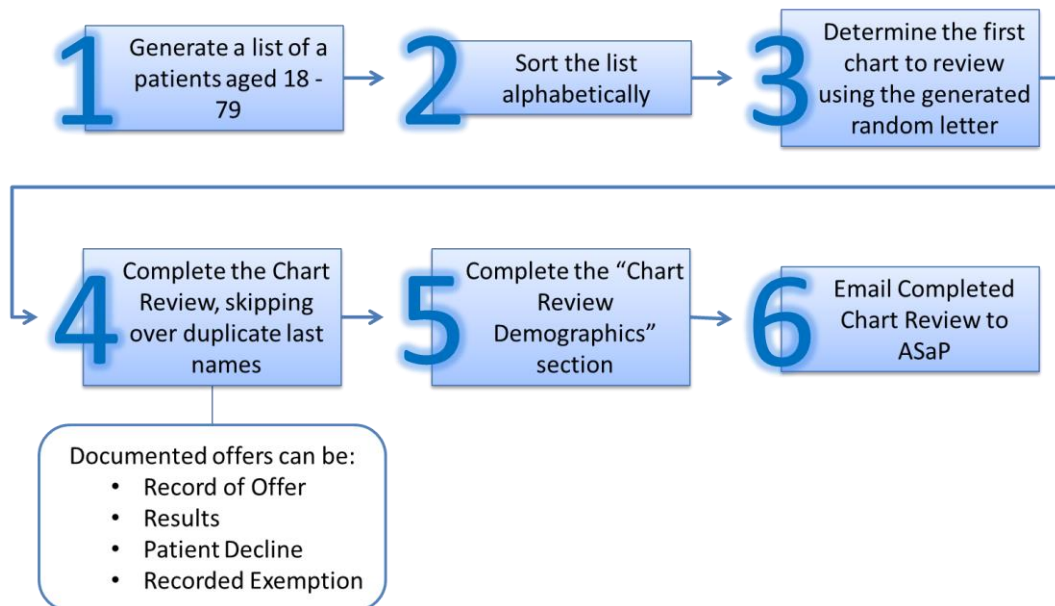 1
Generate a list of a
patients aged 18 -
79
2
Sort the list
alphabetically
3
Determine the first
chart to review
using the generated
random letter
4
Complete the Chart
Review, skipping
over duplicate last
names
5
Complete the “Chart
Review
Demographics”
section
6
Email Completed
Chart Review to
ASaP
Documented offers can be:
• Record of Offer
• Results
• Patient Decline
• Recorded Exemption